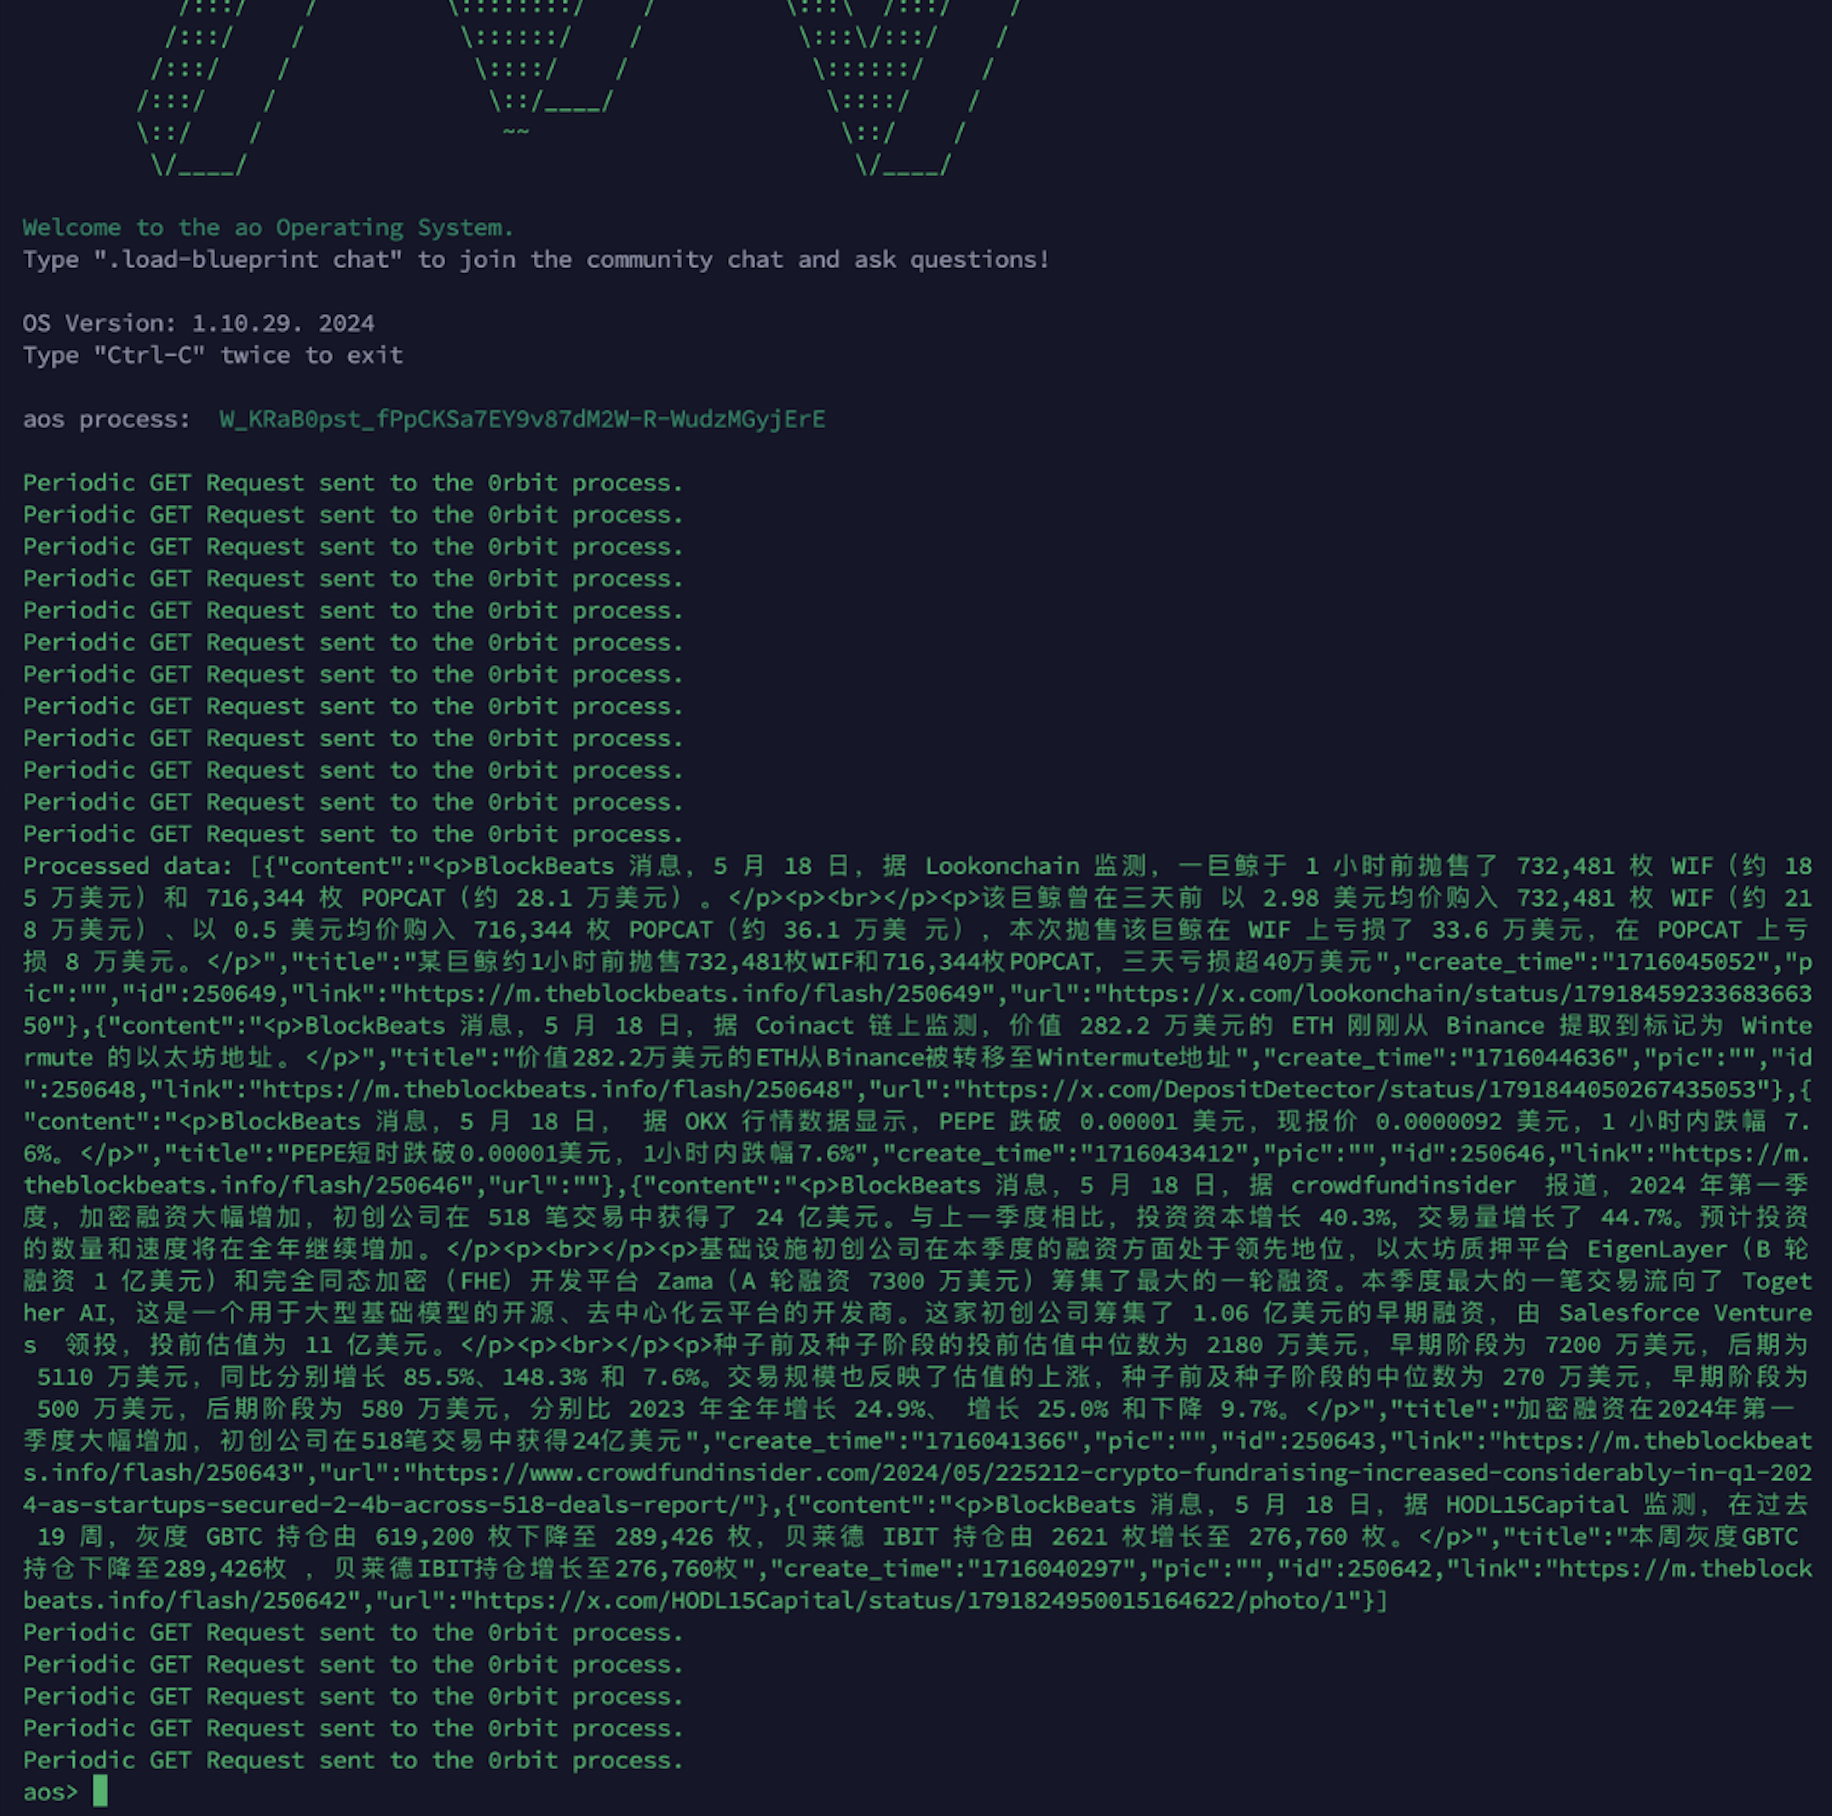 Welcome to the ao Operating System.
Type ".load-blueprint chat" to join the community chat and ask questions!
OS Version: 1.10.29. 2024
Type "Ctrl-C" twice to exit
aos process:  W_KRaB0pst_fPpCKSa7EY9v87dM2W-R-WudzMGyjErE
Periodic GET Request sent to the 0rbit process.
Periodic GET Request sent to the 0rbit process.
Periodic GET Request sent to the 0rbit process.
Periodic GET Request sent to the 0rbit process.
Periodic GET Request sent to the 0rbit process.
Periodic GET Request sent to the 0rbit process.
Periodic GET Request sent to the 0rbit process.
Periodic GET Request sent to the 0rbit process.
Periodic GET Request sent to the 0rbit process.
Periodic GET Request sent to the 0rbit process.
Periodic GET Request sent to the 0rbit process.
Periodic GET Request sent to the 0rbit process.
Processed data: [{"content":"<p>BlockBeats 消息，5 月 18 日，据 Lookonchain 监测，一巨鲸于 1 小时前抛售了 732,481 枚 WIF（约 18
5 万美元）和 716,344 枚 POPCAT（约 28.1 万美元）。</p><p><br></p><p>该巨鲸曾在三天前 以 2.98 美元均价购入 732,481 枚 WIF（约 21
8 万美元）、以 0.5 美元均价购入 716,344 枚 POPCAT（约 36.1 万美 元），本次抛售该巨鲸在 WIF 上亏损了 33.6 万美元，在 POPCAT 上亏
损 8 万美元。</p>","title":"某巨鲸约1小时前抛售732,481枚WIF和716,344枚POPCAT，三天亏损超40万美元","create_time":"1716045052","p
ic":"","id":250649,"link":"https://m.theblockbeats.info/flash/250649","url":"https://x.com/lookonchain/status/17918459233683663
50"},{"content":"<p>BlockBeats 消息，5 月 18 日，据 Coinact 链上监测，价值 282.2 万美元的 ETH 刚刚从 Binance 提取到标记为 Winte
rmute 的以太坊地址。</p>","title":"价值282.2万美元的ETH从Binance被转移至Wintermute地址","create_time":"1716044636","pic":"","id
":250648,"link":"https://m.theblockbeats.info/flash/250648","url":"https://x.com/DepositDetector/status/1791844050267435053"},{
"content":"<p>BlockBeats 消息，5 月 18 日， 据 OKX 行情数据显示，PEPE 跌破 0.00001 美元，现报价 0.0000092 美元，1 小时内跌幅 7.
6%。</p>","title":"PEPE短时跌破0.00001美元，1小时内跌幅7.6%","create_time":"1716043412","pic":"","id":250646,"link":"https://m.
theblockbeats.info/flash/250646","url":""},{"content":"<p>BlockBeats 消息，5 月 18 日，据 crowdfundinsider  报道，2024 年第一季
度，加密融资大幅增加，初创公司在 518 笔交易中获得了 24 亿美元。与上一季度相比，投资资本增长 40.3%，交易量增长了 44.7%。预计投资
的数量和速度将在全年继续增加。</p><p><br></p><p>基础设施初创公司在本季度的融资方面处于领先地位，以太坊质押平台 EigenLayer（B 轮
融资 1 亿美元）和完全同态加密（FHE）开发平台 Zama（A 轮融资 7300 万美元）筹集了最大的一轮融资。本季度最大的一笔交易流向了 Toget
her AI，这是一个用于大型基础模型的开源、去中心化云平台的开发商。这家初创公司筹集了 1.06 亿美元的早期融资，由 Salesforce Venture
s  领投，投前估值为 11 亿美元。</p><p><br></p><p>种子前及种子阶段的投前估值中位数为 2180 万美元，早期阶段为 7200 万美元，后期为
5110 万美元，同比分别增长 85.5%、148.3% 和 7.6%。交易规模也反映了估值的上涨，种子前及种子阶段的中位数为 270 万美元，早期阶段为
500 万美元，后期阶段为 580 万美元，分别比 2023 年全年增长 24.9%、 增长 25.0% 和下降 9.7%。</p>","title":"加密融资在2024年第一
季度大幅增加，初创公司在518笔交易中获得24亿美元","create_time":"1716041366","pic":"","id":250643,"link":"https://m.theblockbeat
s.info/flash/250643","url":"https://www.crowdfundinsider.com/2024/05/225212-crypto-fundraising-increased-considerably-in-q1-202
4-as-startups-secured-2-4b-across-518-deals-report/"},{"content":"<p>BlockBeats 消息，5 月 18 日，据 HODL15Capital 监测，在过去
19 周，灰度 GBTC 持仓由 619,200 枚下降至 289,426 枚，贝莱德 IBIT 持仓由 2621 枚增长至 276,760 枚。</p>","title":"本周灰度GBTC
持仓下降至289,426枚 ，贝莱德IBIT持仓增长至276,760枚","create_time":"1716040297","pic":"","id":250642,"link":"https://m.theblock
beats.info/flash/250642","url":"https://x.com/HODL15Capital/status/1791824950015164622/photo/1"}]
Periodic GET Request sent to the 0rbit process.
Periodic GET Request sent to the 0rbit process.
Periodic GET Request sent to the 0rbit process.
Periodic GET Request sent to the 0rbit process.
Periodic GET Request sent to the 0rbit process.
aos>